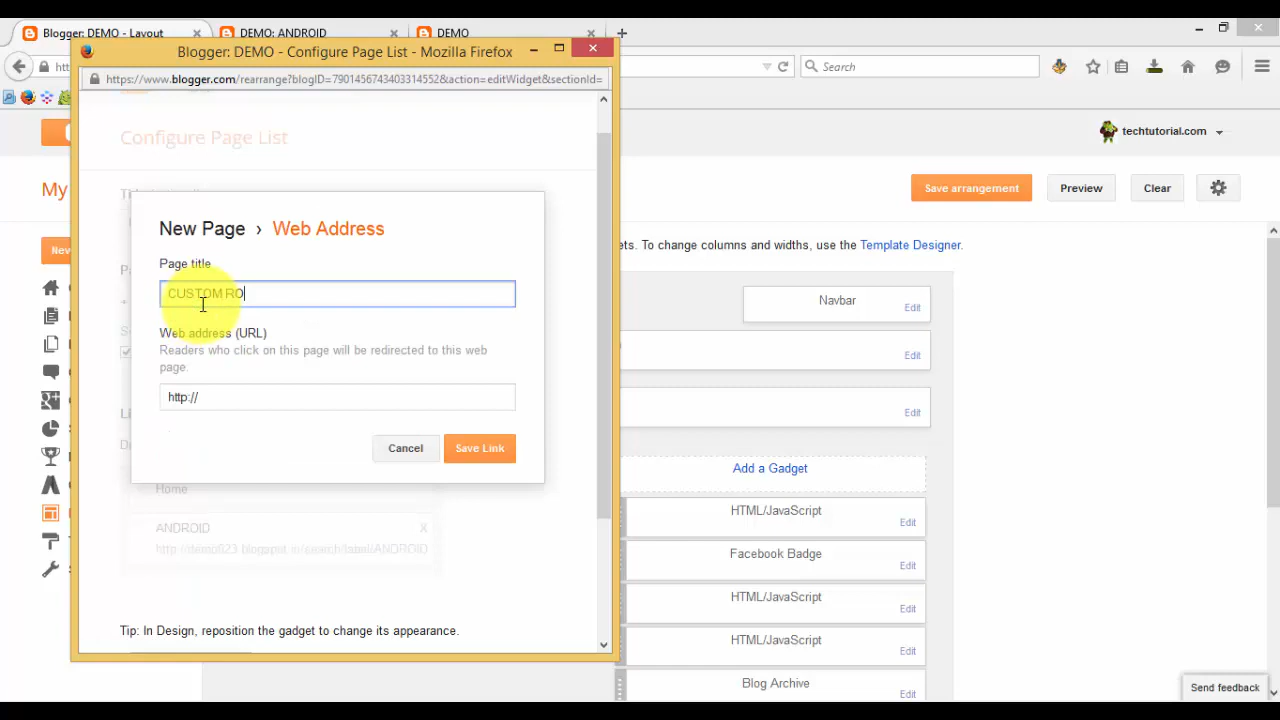 Blogger: DEMO - Layout
DEMO: ANDROID
DEMO
Blogger: DEMO - Configure Page List - Mozilla Firefox
https://www.blogger.com/rearrange?blogID=7901456743403314552&action=editWidget&sectionId=
Search
Configure Page List
techtutorial.com
My
Save arrangement
Preview
Clear
New Page › Web Address
New
ets. To change columns and widths, use the Template Designer.
Page title
CUSTOM RO
Navbar
Edit
Web address (URL)
Readers who click on this page will be redirected to this web
page.
Edit
http://
Edit
Cancel
Save Link
Add a Gadget
Home
HTML/JavaScript
Edit
ANDROID
X
http://demo823.blogspot.in/search/label/ANDROID
Facebook Badge
Edit
HTML/JavaScript
Edit
Tip: In Design, reposition the gadget to change its appearance.
HTML/JavaScript
Edit
Blog Archive
Edit
Send feedback